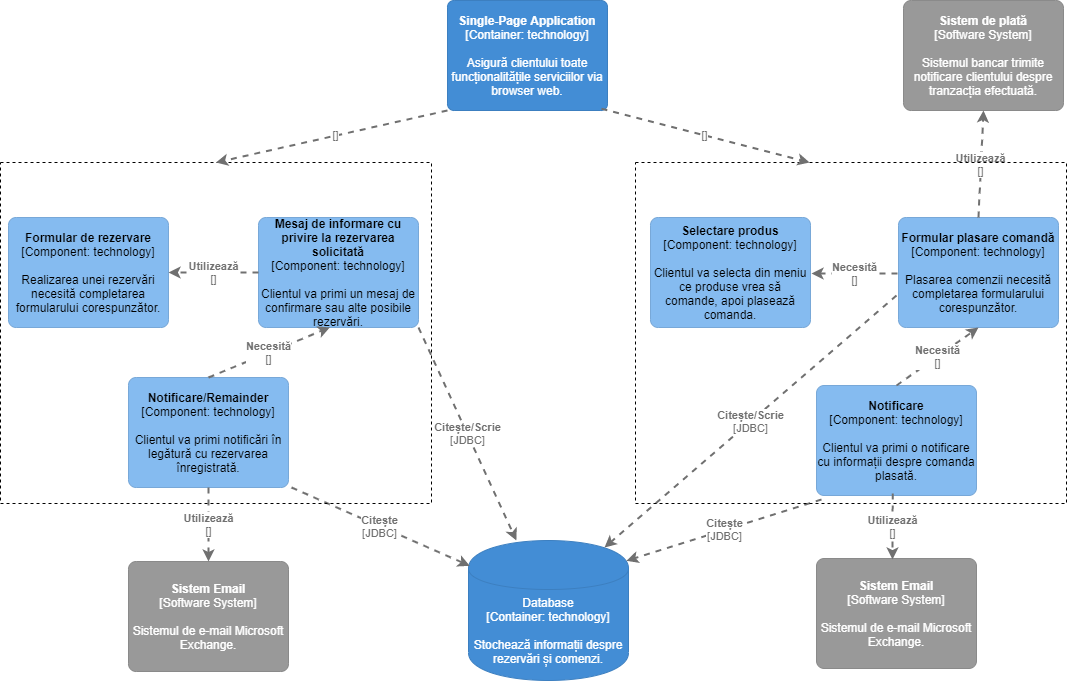 Single-Page Application
[Container: technology]
Asigură clientului toate
funcționalitățile serviciilor via
browser web.
Sistem de plată
[Software System]
Sistemul bancar trimite
notificare clientului despre
tranzacția efectuată.
[]
[]
Utilizează
[]
Formular de rezervare
[Component: technology]
Realizarea unei rezervări
necesită completarea
formularului corespunzător.
Utilizează
[]
Mesaj de informare cu
privire la rezervarea
solicitată
[Component: technology]
Clientul va primi un mesaj de
confirmare sau alte posibile
rezervări.
Selectare produs
[Component: technology]
Clientul va selecta din meniu
ce produse vrea să
comande, apoi plasează
comanda.
Necesită
[]
Formular plasare comandă
[Component: technology]
Plasarea comenzii necesită
completarea formularului
corespunzător.
Necesită
[]
Necesită
[]
Notificare/Remainder
[Component: technology]
Clientul va primi notificări în
legătură cu rezervarea
înregistrată.
Citește/Scrie
[JDBC]
Citește/Scrie
[JDBC]
Notificare
[Component: technology]
Clientul va primi o notificare
cu informații despre comanda
plasată.
Utilizează
[]
Citește
[JDBC]
Citește
[JDBC]
Utilizează
[]
Sistem Email
[Software System]
Sistemul de e-mail Microsoft
Exchange.
Database
[Container: technology]
Stochează informații despre
rezervări și comenzi.
Sistem Email
[Software System]
Sistemul de e-mail Microsoft
Exchange.